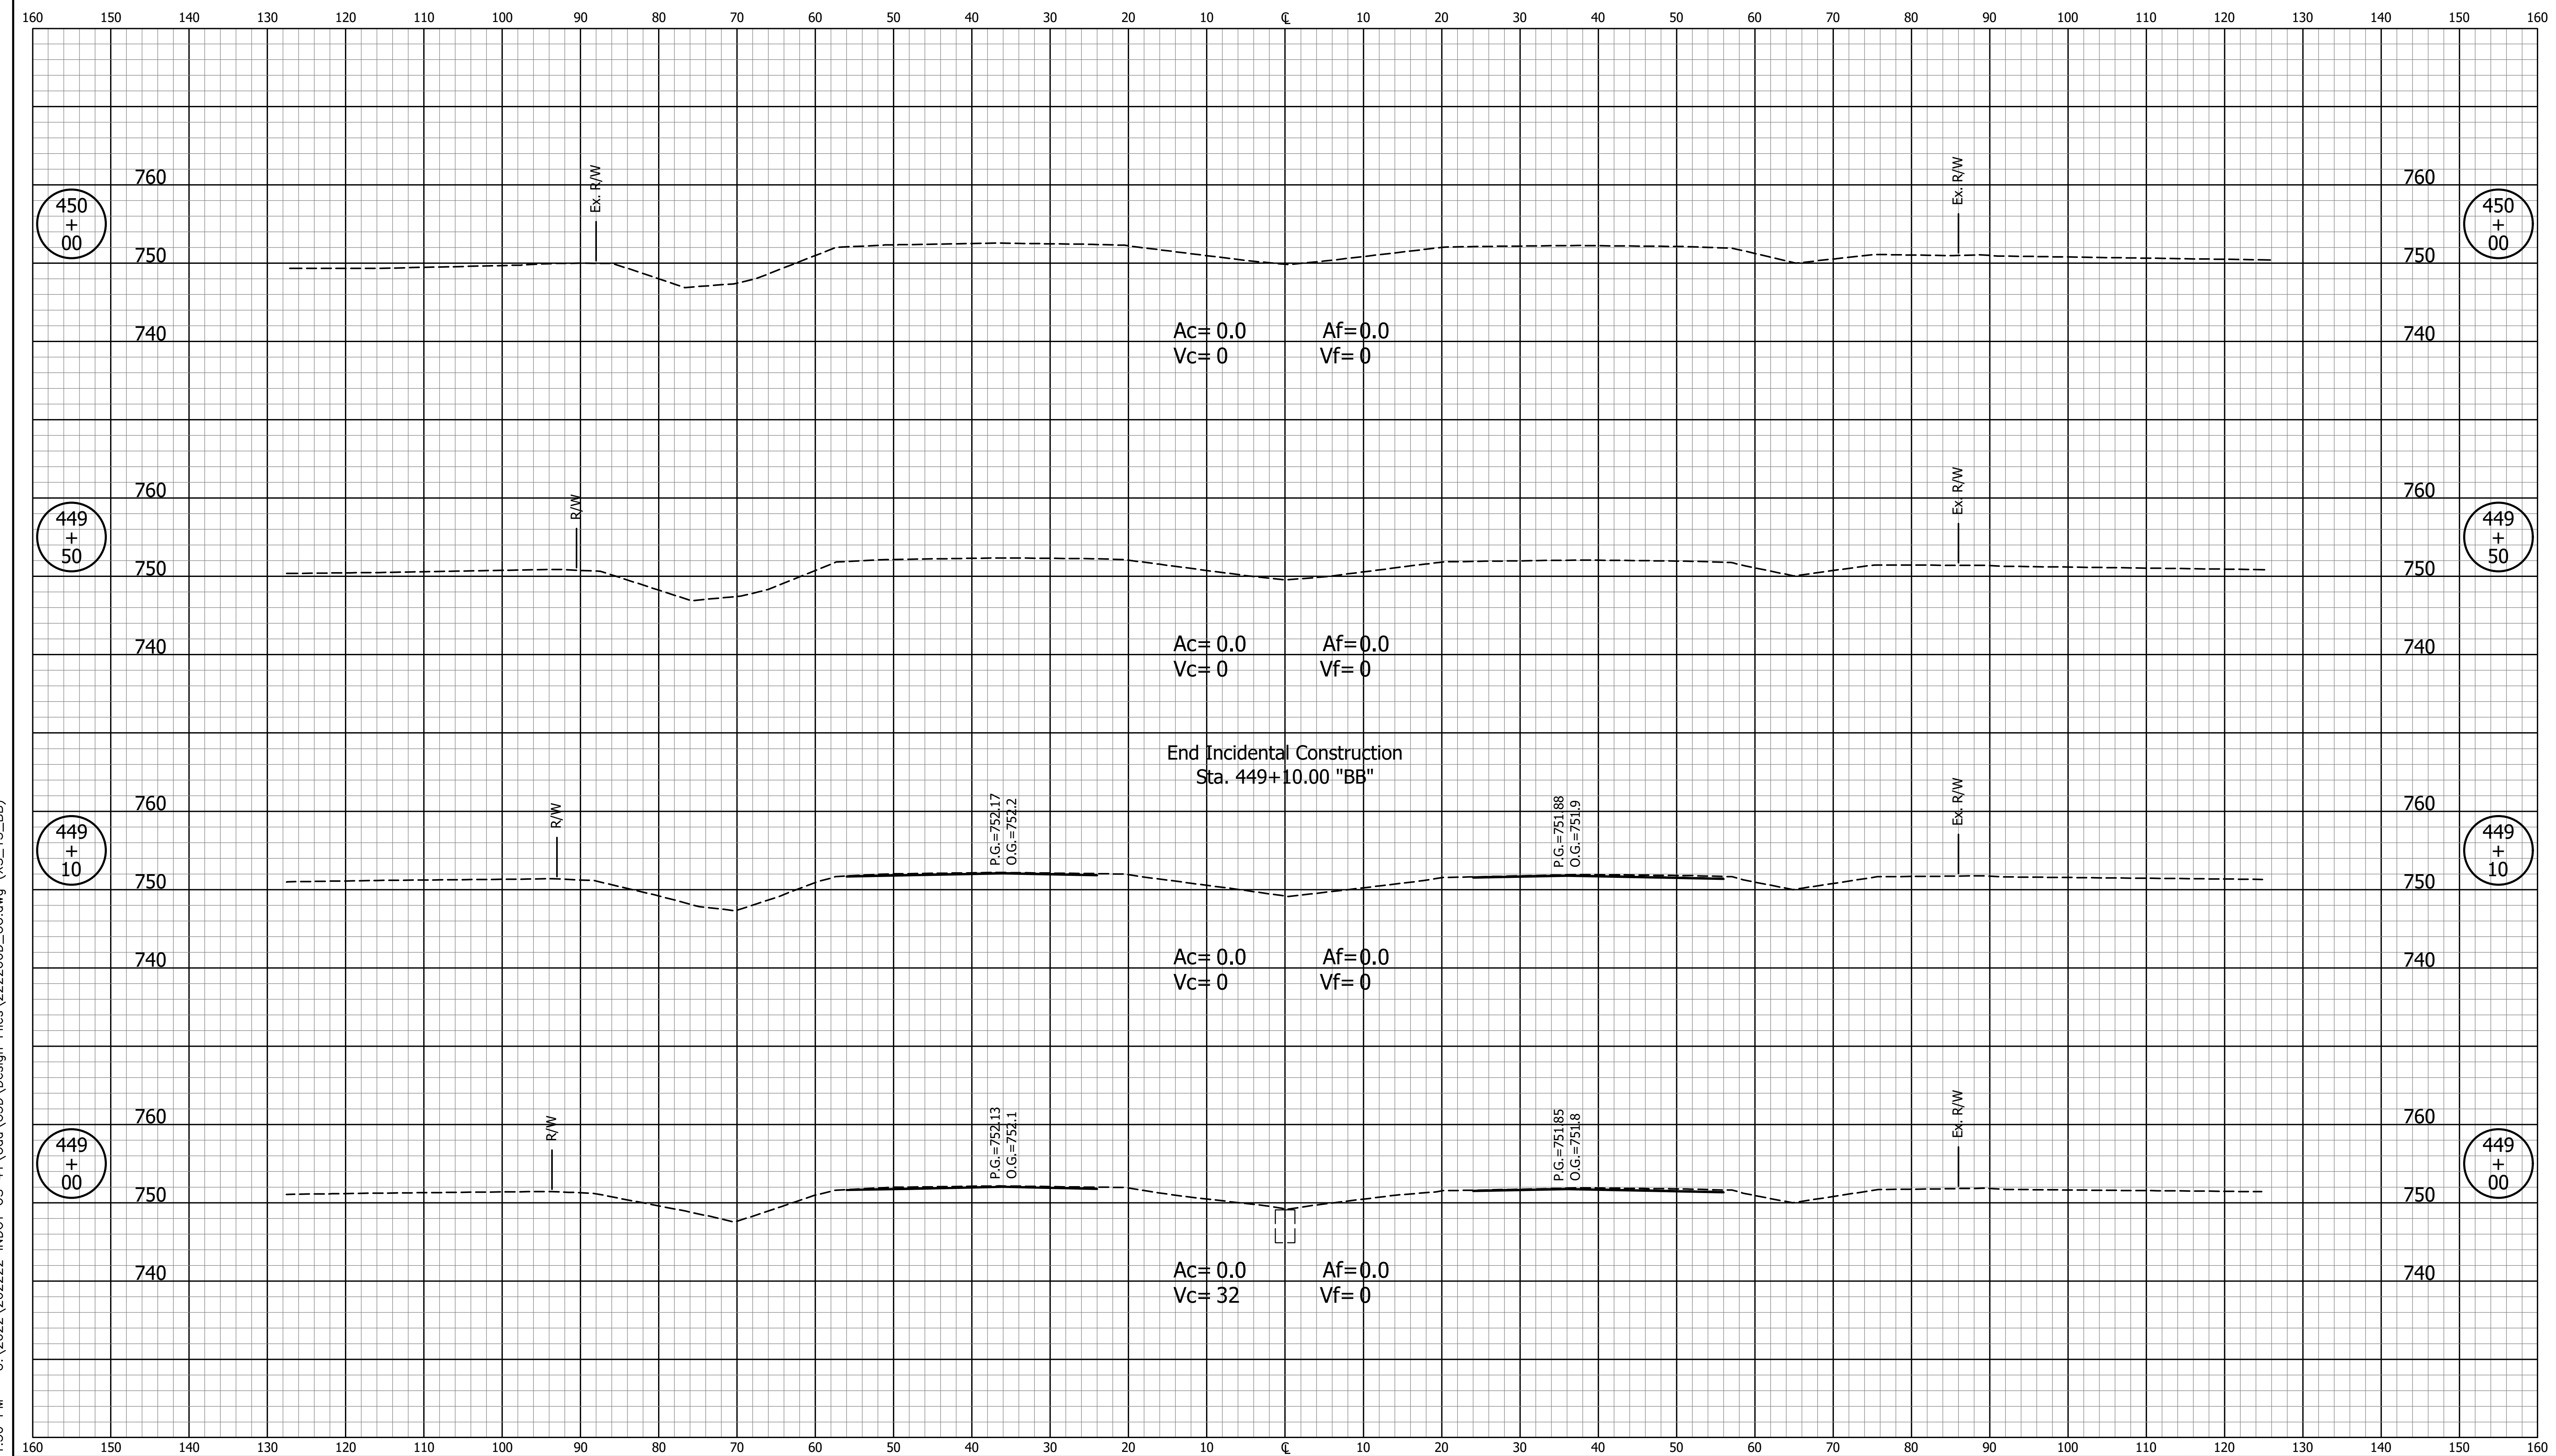 160 150 140 130 120 110 100 90 80 70 60 50 40 30 20 10 ℄ 10 20 30 40 50 60 70 80 90 100 110 120 130 140 150 160
Ex. R/W
Ex. R/W
760
760
450
+
00
450
+
00
750
750
740
740
Ac= 0.0 Af=0.0
Vc= 0 Vf= 0
R/W
Ex. R/W
760
760
449
+
50
449
+
50
750
750
740
740
Ac= 0.0 Af=0.0
Vc= 0 Vf= 0
End Incidental Construction
Sta. 449+10.00 "BB"
R/W
P.G.=752.17
O.G.=752.2
P.G.=751.88
O.G.=751.9
Ex. R/W
760
760
449
+
10
449
+
10
750
750
740
740
Ac= 0.0 Af=0.0
Vc= 0 Vf= 0
R/W
P.G.=752.13
O.G.=752.1
P.G.=751.85
O.G.=751.8
Ex. R/W
760
760
449
+
00
449
+
00
750
750
740
740
Ac= 0.0 Af=0.0
Vc= 32 Vf= 0
160 150 140 130 120 110 100 90 80 70 60 50 40 30 20 10 ℄ 10 20 30 40 50 60 70 80 90 100 110 120 130 140 150 160